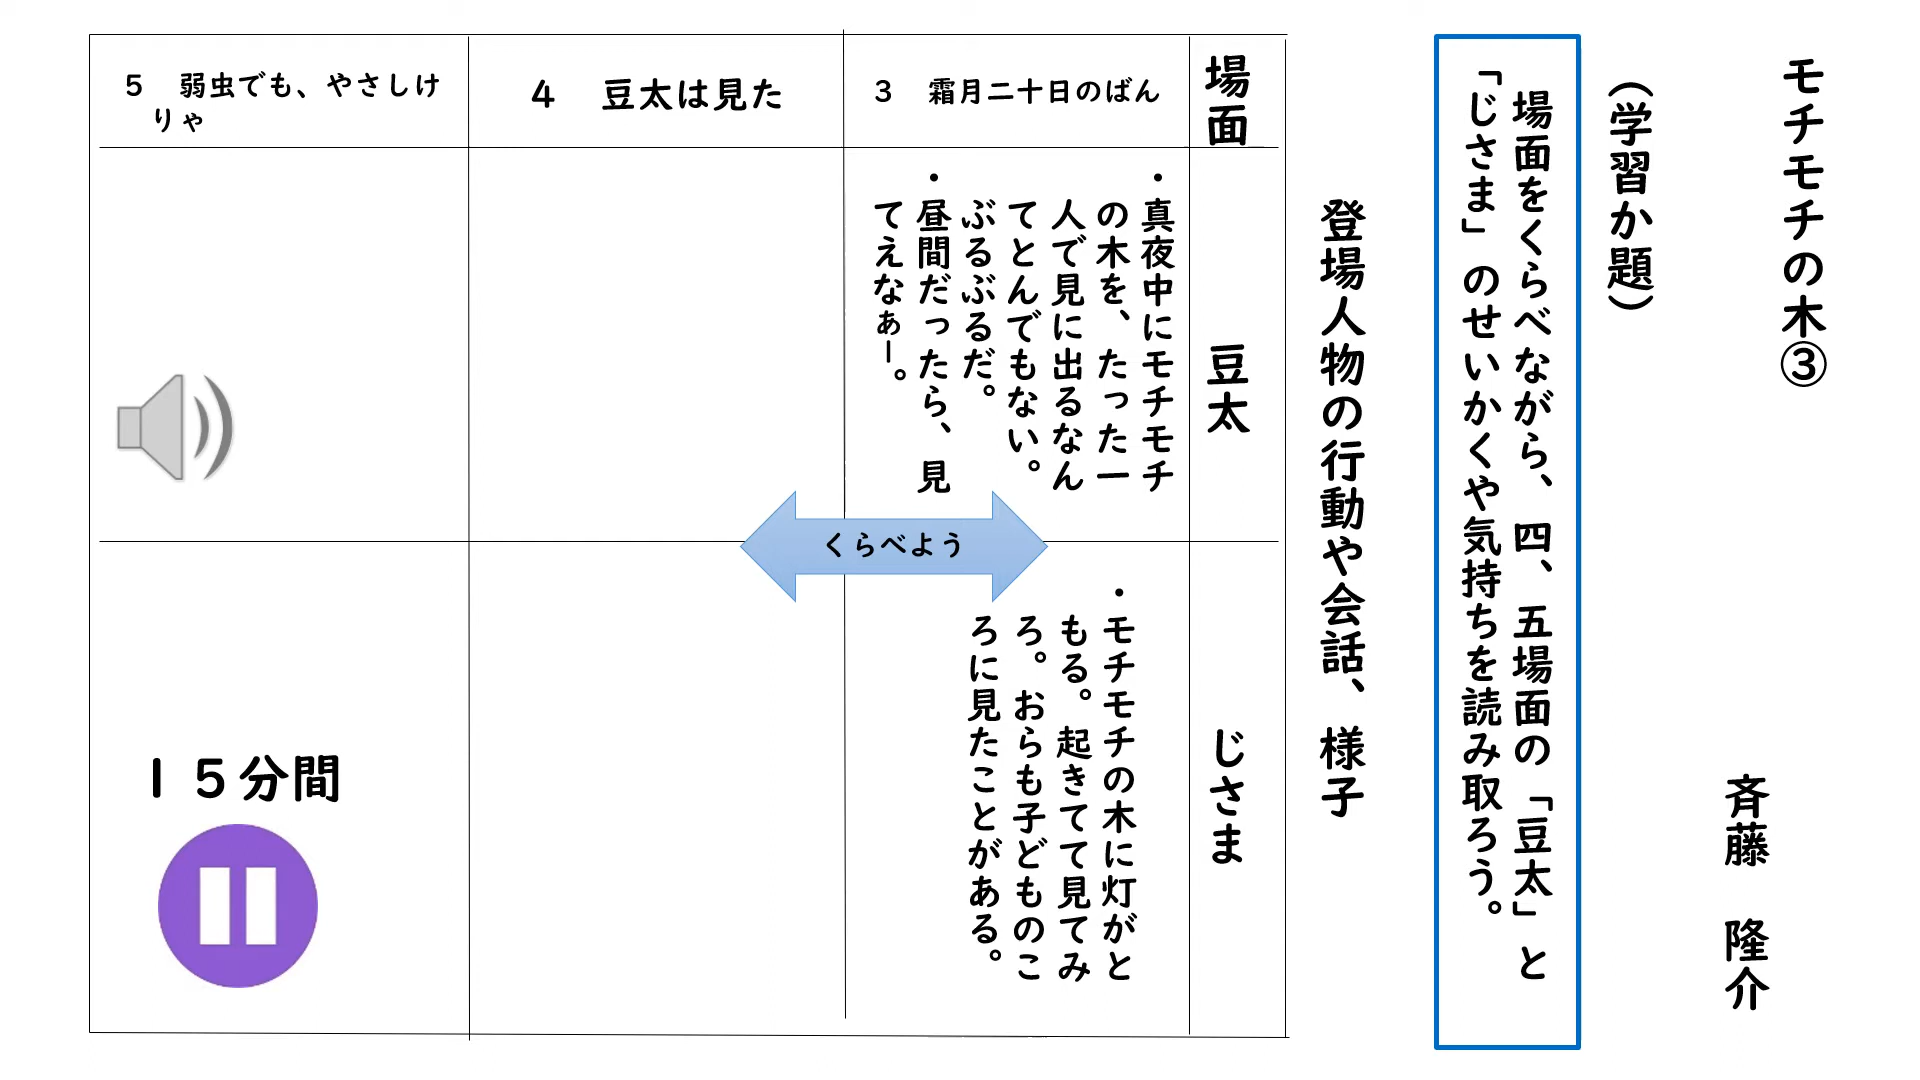 モチモチの木③
斉藤　隆介
（学習か題）
場面をくらべながら、四、五場面の「豆太」と
「じさま」のせいかくや気持ちを読み取ろう。
登場人物の行動や会話、様子
場面
豆太
じさま
３　霜月二十日のばん
・真夜中にモチモチ
の木を、たった一
人で見に出るなん
てとんでもない。
ぶるぶるだ。
・昼間だったら、見
てえなぁー。
・モチモチの木に灯がと
もる。起きてて見てみ
ろ。おらも子どものこ
ろに見たことがある。
くらべよう
４　豆太は見た
５　弱虫でも、やさしけ
りゃ
１５分間